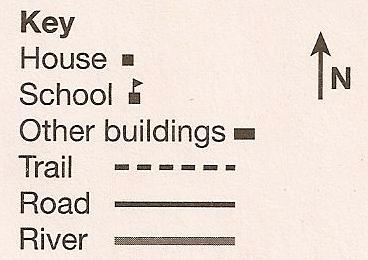 Key
House
School
N
Other buildings
Trail
Road
River